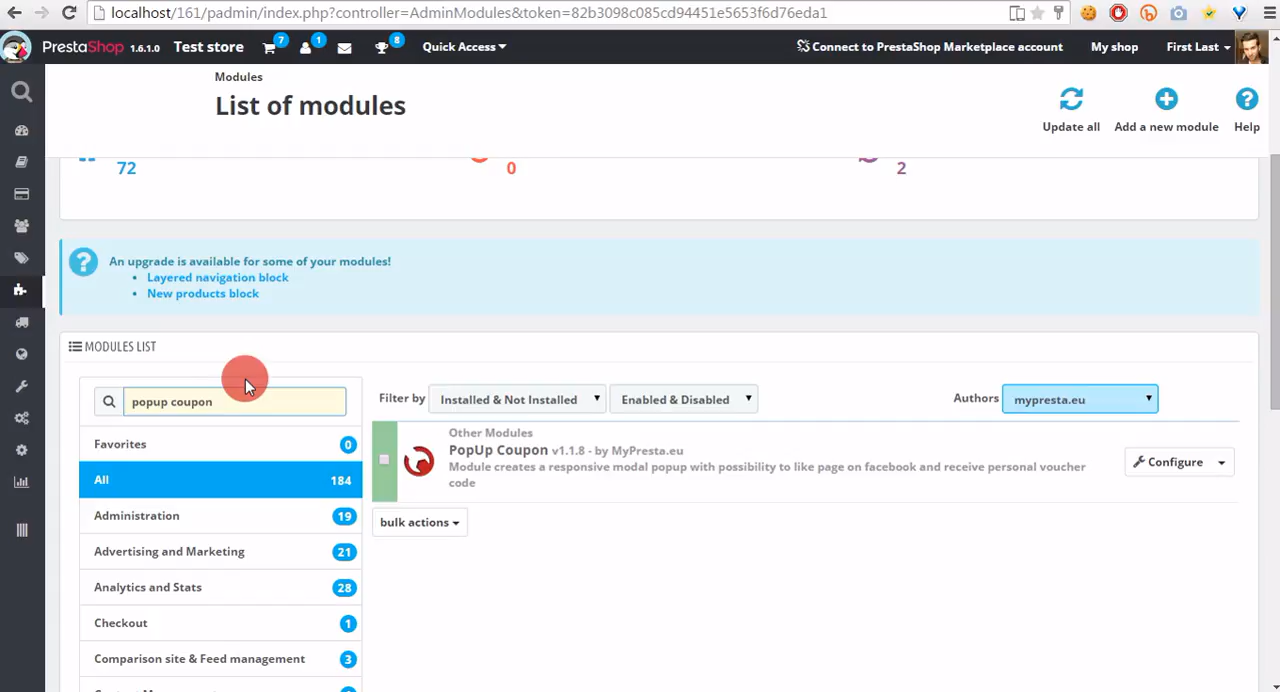 localhost/161/padmin/index.php?controller=AdminModules&token=82b3098c085cd94451e5653f6d76eda1
PrestaShop 1.6.1.0 Test store 7 1 8 Quick Access Connect to PrestaShop Marketplace account My shop First Last
Modules
List of modules
Update all Add a new module Help
72 0 2
An upgrade is available for some of your modules!
Layered navigation block
New products block
MODULES LIST
popup coupon
Filter by Installed & Not Installed Enabled & Disabled Authors mypresta.eu
Favorites 0
All 184
Administration 19
Advertising and Marketing 21
Analytics and Stats 28
Checkout 1
Comparison site & Feed management 3
Other Modules
PopUp Coupon v1.1.8 - by MyPresta.eu
Module creates a responsive modal popup with possibility to like page on facebook and receive personal voucher
code
Configure
bulk actions